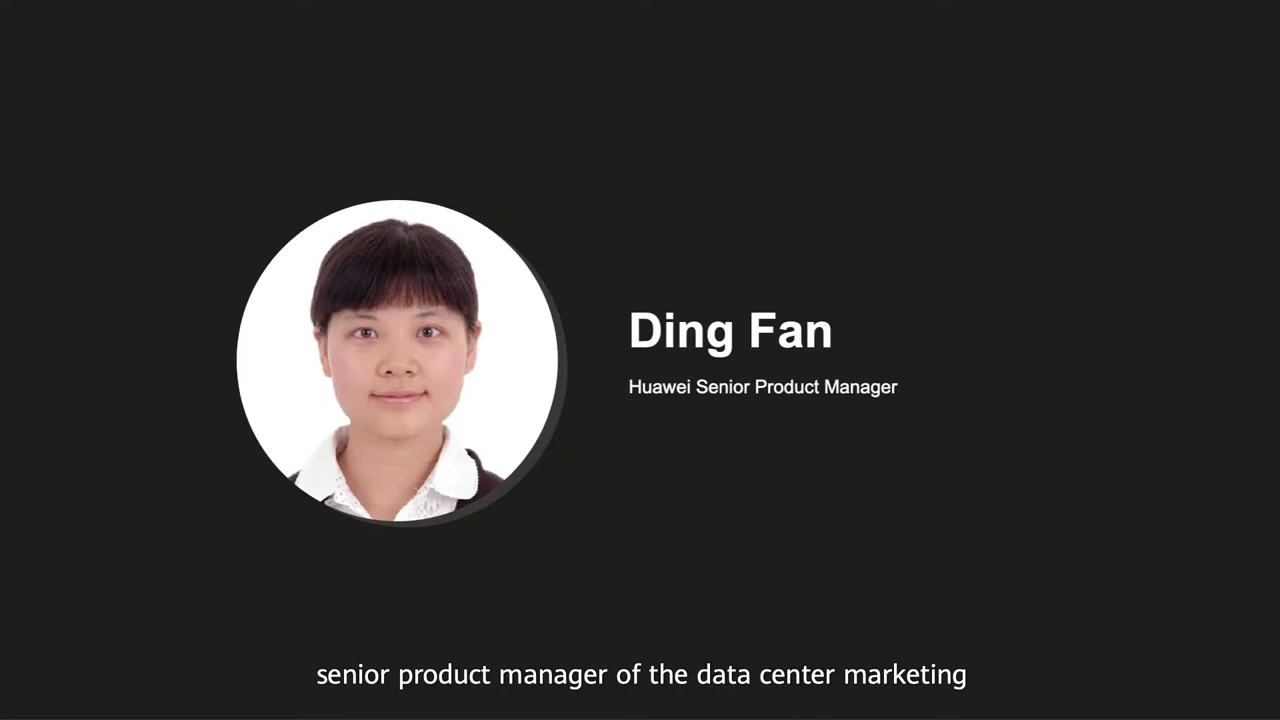 Ding Fan
Huawei Senior Product Manager
senior product manager of the data center marketing